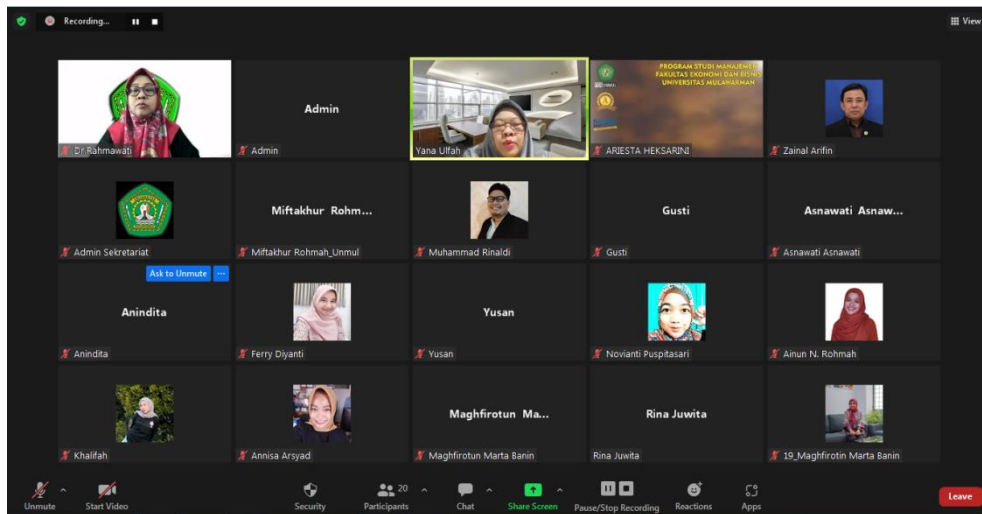 Recording...
View
Dr Rahmawati
Admin
Admin
Yana Ulfah
PROGRAM STUDI MANAJEMEN
FAKULTAS EKONOMI DAN BISNIS
UNIVERSITAS MULAWARMAN
ARIESTA HEKSARINI
Zainal Arifin
Admin Sekretariat
Miftakhur Rohm...
Miftakhur Rohmah_Unmul
Muhammad Rinaldi
Gusti
Gusti
Asnawati Asnaw...
Asnawati Asnawati
Ask to Unmute
Anindita
Anindita
Ferry Diyanti
Yusan
Yusan
Novianti Puspitasari
Ainun N. Rohmah
Khalifah
Annisa Arsyad
Maghfirotun Ma...
Maghfirotun Marta Banin
Rina Juwita
Rina Juwita
19_Maghfirotin Marta Banin
Unmute
Start Video
Security
Participants
20
Chat
Share Screen
Pause/Stop Recording
Reactions
Apps
Leave